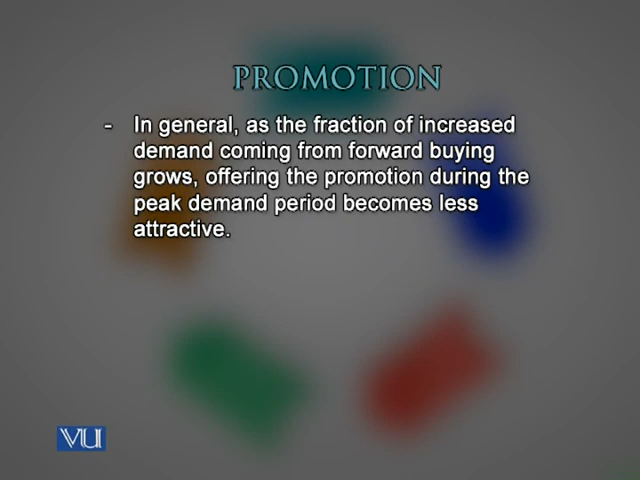 PROMOTION
- In general, as the fraction of increased
demand coming from forward buying
grows, offering the promotion during the
peak demand period becomes less
attractive.
VU